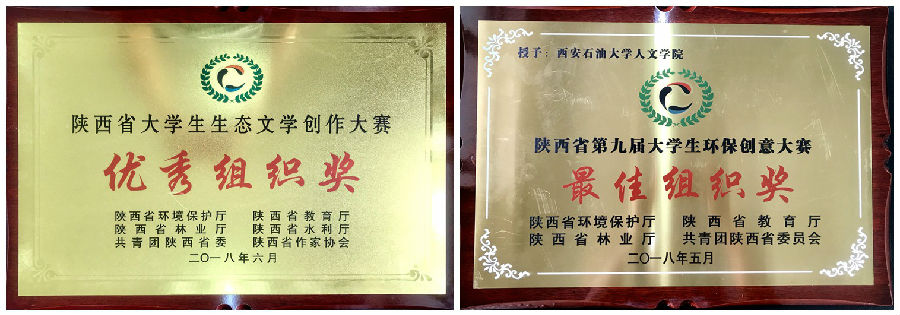 陕西省大学生生态文学创作大赛
优秀组织奖
陕西省环境保护厅 陕西省教育厅
陕西省林业厅 陕西省水利厅
共青团陕西省委 陕西省作家协会
二〇一八年六月
授予：西安石油大学人文学院
陕西省第九届大学生环保创意大赛
最佳组织奖
陕西省环境保护厅 陕西省教育厅
陕西省林业厅 共青团陕西省委员会
二〇一八年五月